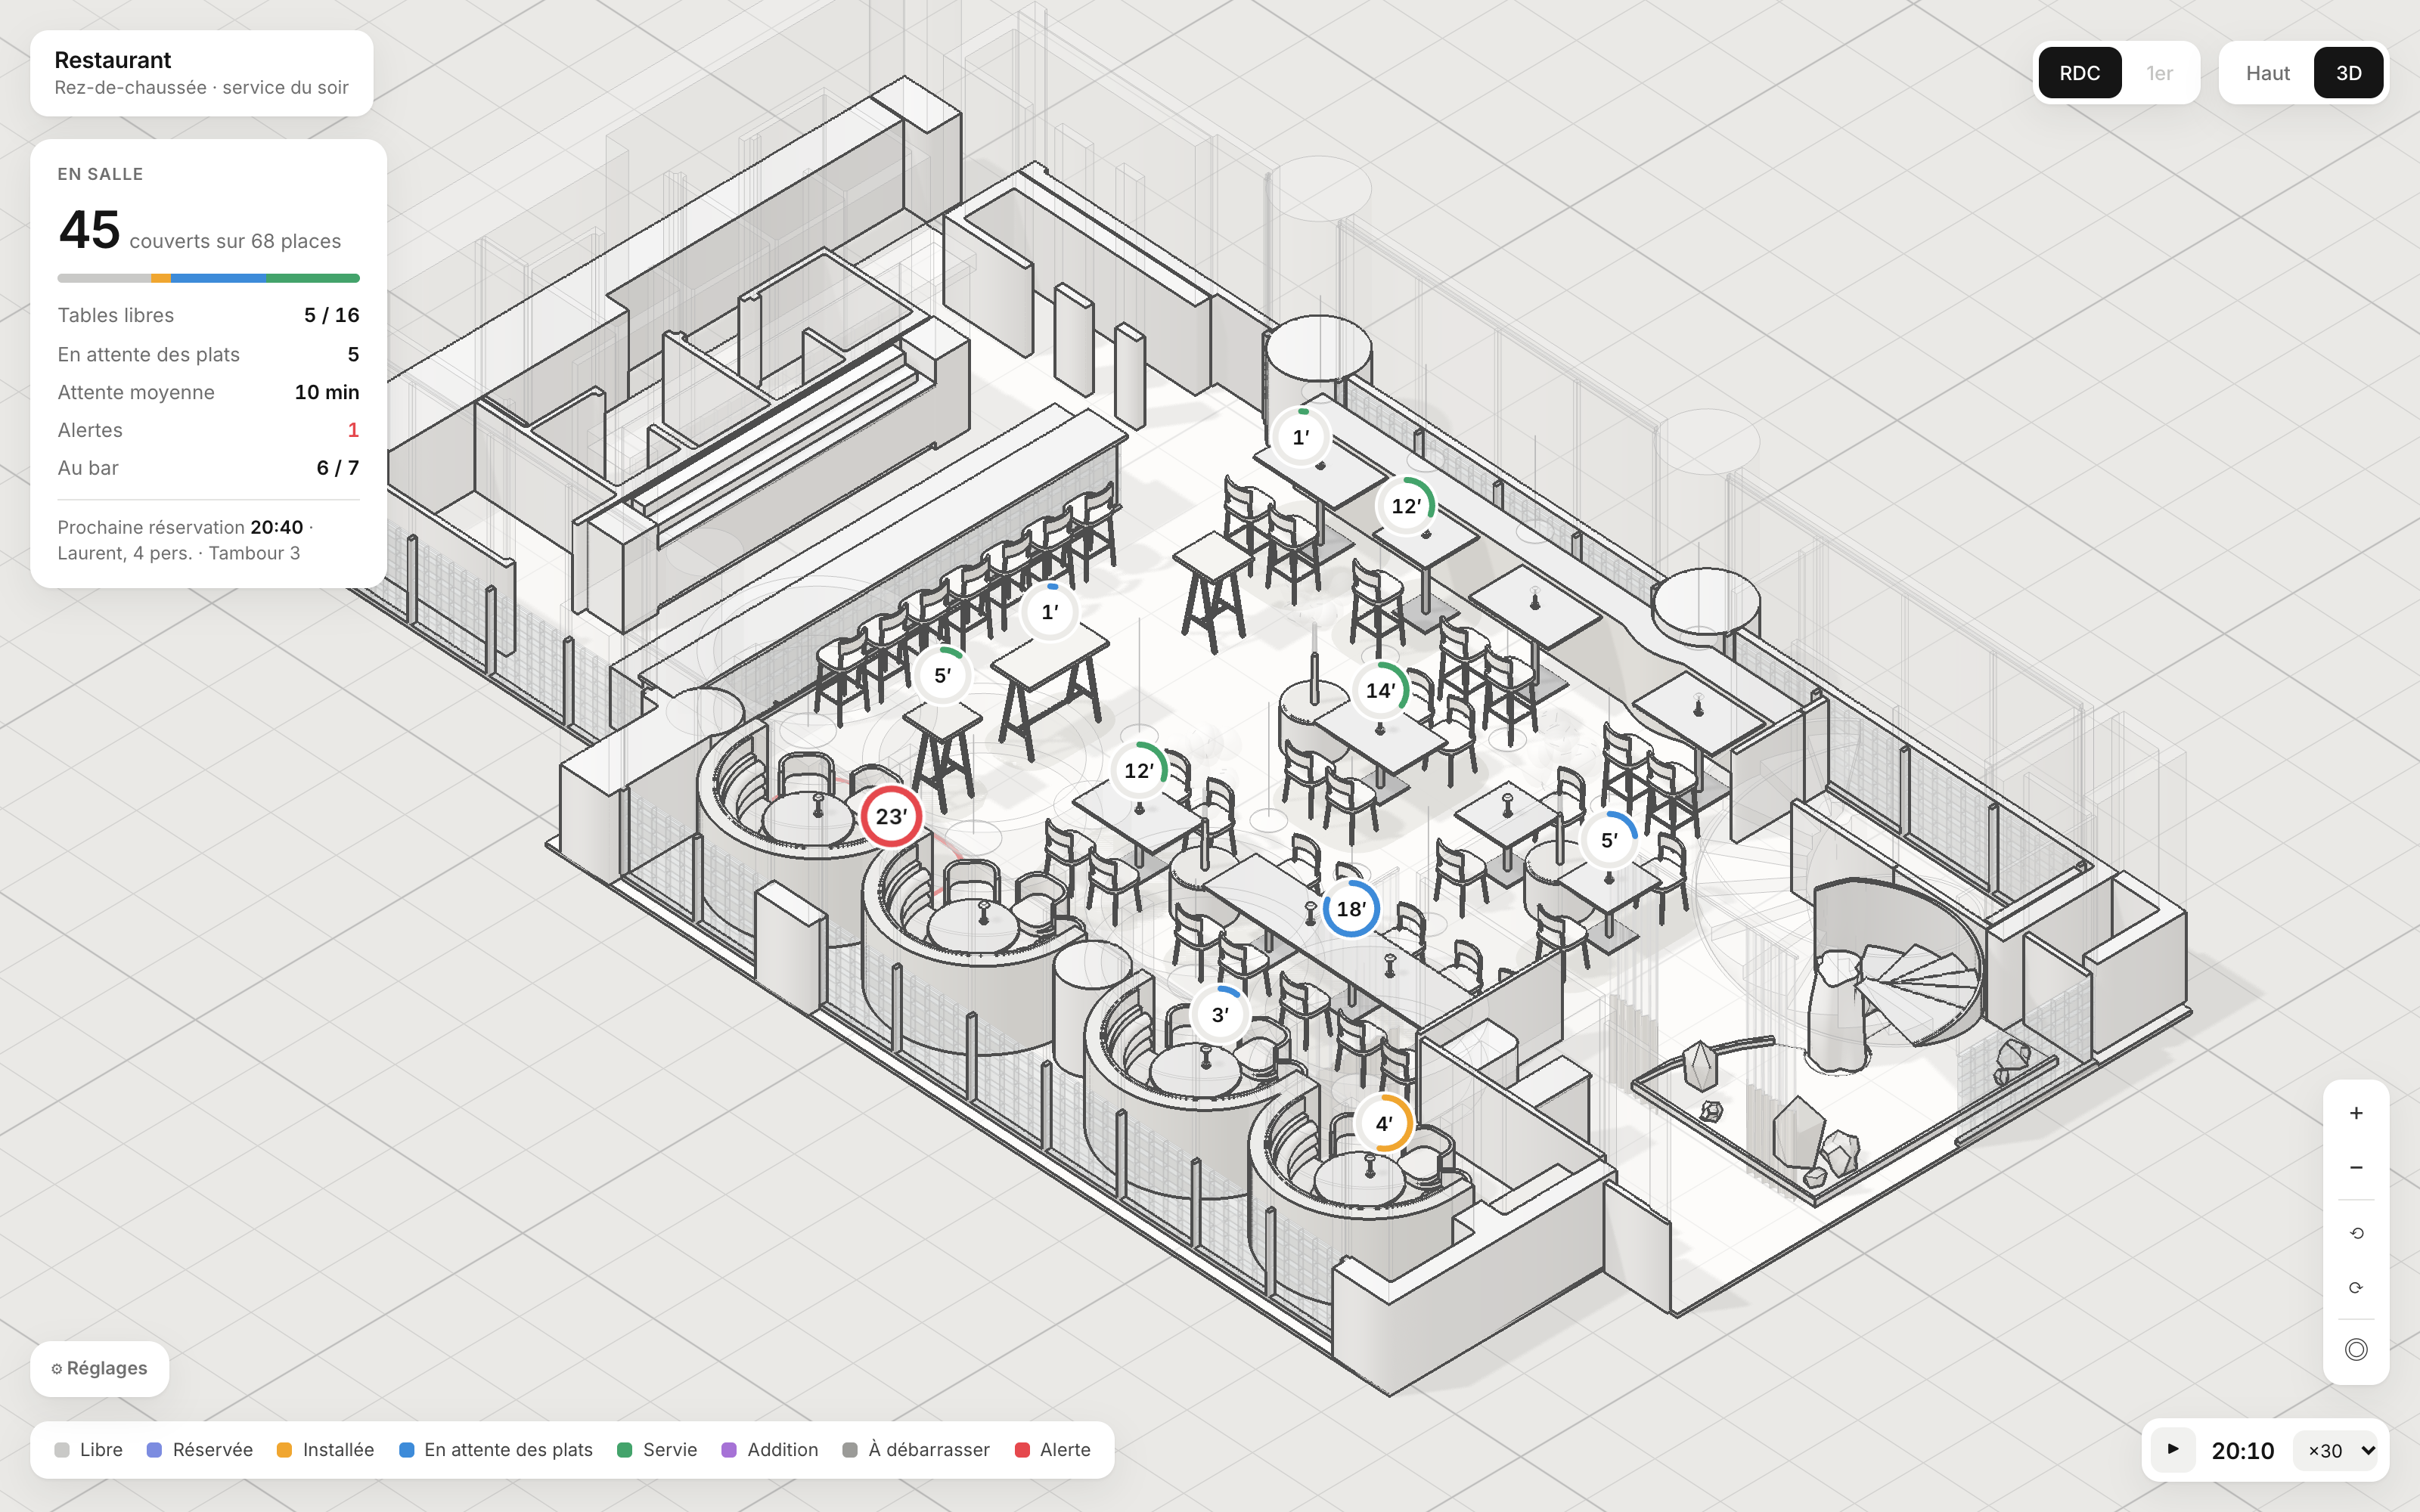 Restaurant
Rez-de-chaussée · service du soir
RDC
1er
Haut
3D
EN SALLE
45 couverts sur 68 places
Tables libres 5 / 16
En attente des plats 5
Attente moyenne 10 min
Alertes 1
Au bar 6 / 7
Prochaine réservation 20:40 ·
Laurent, 4 pers. · Tambour 3
1′
12′
1′
5′
14′
12′
23′
5′
18′
3′
4′
+
−
Réglages
Libre
Réservée
Installée
En attente des plats
Servie
Addition
À débarrasser
Alerte
20:10
×30